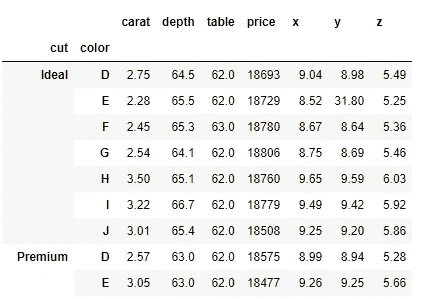 carat depth table price x y z
cut color
Ideal D 2.75 64.5 62.0 18693 9.04 8.98 5.49
E 2.28 65.5 62.0 18729 8.52 31.80 5.25
F 2.45 65.3 63.0 18780 8.67 8.64 5.36
G 2.54 64.1 62.0 18806 8.75 8.69 5.46
H 3.50 65.1 62.0 18760 9.65 9.59 6.03
I 3.22 66.7 62.0 18779 9.49 9.42 5.92
J 3.01 65.4 62.0 18508 9.25 9.20 5.86
Premium D 2.57 63.0 62.0 18575 8.99 8.94 5.28
E 3.05 63.0 62.0 18477 9.26 9.25 5.66